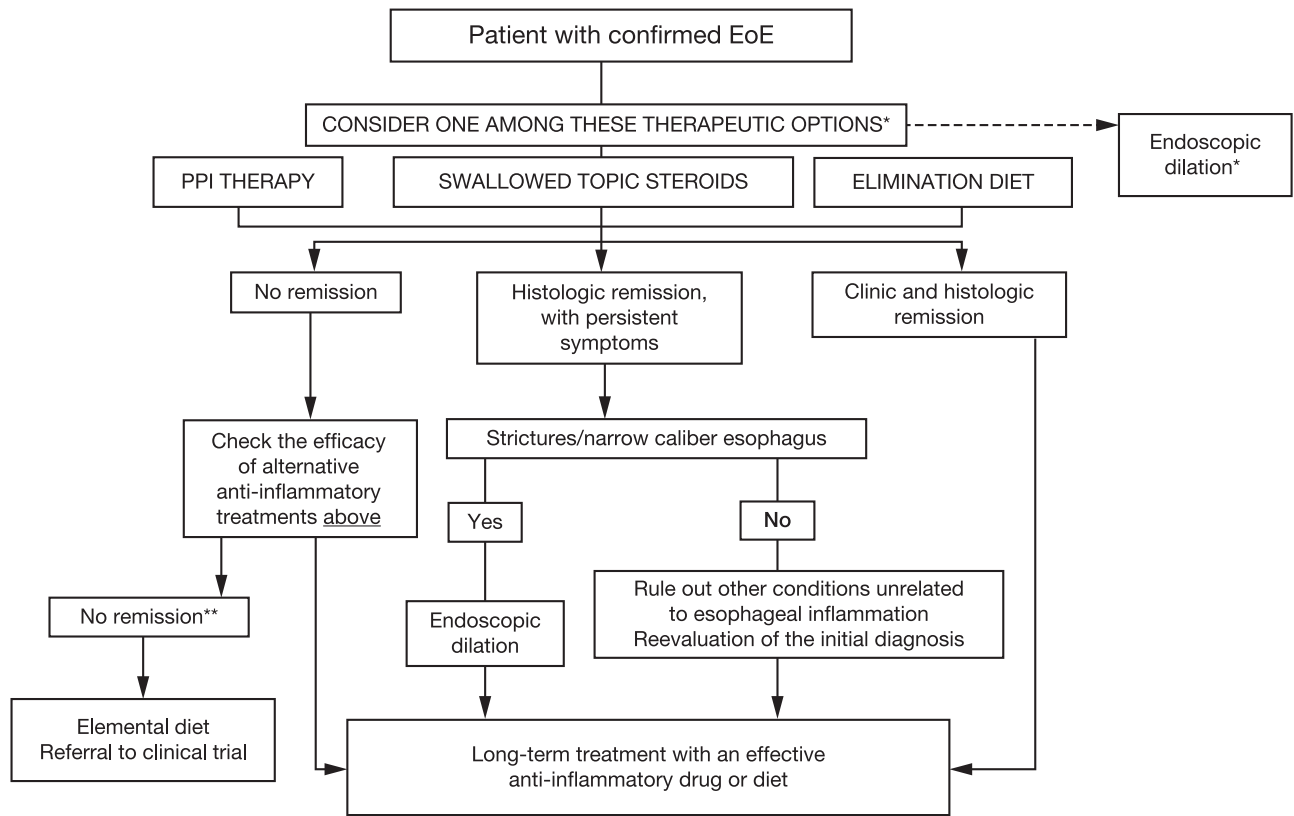 Patient with confirmed EoE
CONSIDER ONE AMONG THESE THERAPEUTIC OPTIONS*
Endoscopic
dilation*
PPI THERAPY
SWALLOWED TOPIC STEROIDS
ELIMINATION DIET
No remission
Histologic remission,
with persistent
symptoms
Clinic and histologic
remission
Check the efficacy
of alternative
anti-inflammatory
treatments above
Strictures/narrow caliber esophagus
Yes
No
No remission**
Endoscopic
dilation
Rule out other conditions unrelated
to esophageal inflammation
Reevaluation of the initial diagnosis
Elemental diet
Referral to clinical trial
Long-term treatment with an effective
anti-inflammatory drug or diet